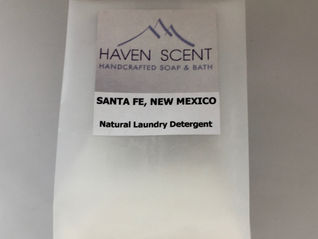 HAVEN SCENT
HANDCRAFTED SOAP & BATH
SANTA FE, NEW MEXICO
Natural Laundry Detergent